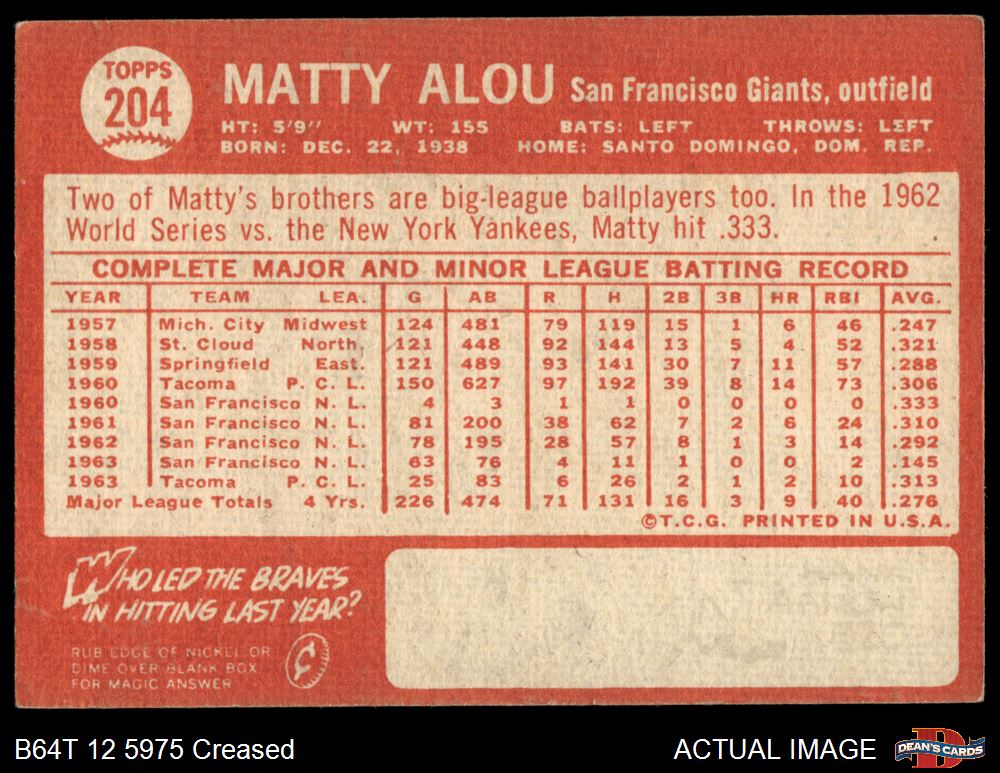 TOPPS
204
MATTY ALOU San Francisco Giants, outfield
HT: 5'9" WT: 155 BATS: LEFT THROWS: LEFT
BORN: DEC. 22, 1938 HOME: SANTO DOMINGO, DOM. REP.
Two of Matty's brothers are big-league ballplayers too. In the 1962
World Series vs. the New York Yankees, Matty hit .333.
COMPLETE MAJOR AND MINOR LEAGUE BATTING RECORD
YEAR TEAM LEA. G AB R H 2B 3B HR RBI AVG.
1957 Mich. City Midwest 124 481 79 119 15 1 6 46 .247
1958 St. Cloud North. 121 448 92 144 13 5 4 52 .321
1959 Springfield East. 121 489 93 141 30 7 11 57 .288
1960 Tacoma P. C. L. 150 627 97 192 39 8 14 73 .306
1960 San Francisco N. L. 4 3 1 1 0 0 0 0 .333
1961 San Francisco N. L. 81 200 38 62 7 2 6 24 .310
1962 San Francisco N. L. 78 195 28 57 8 1 3 14 .292
1963 San Francisco N. L. 63 76 4 11 1 0 0 2 .145
1963 Tacoma P. C. L. 25 83 6 26 2 1 2 10 .313
Major League Totals 4 Yrs. 226 474 71 131 16 3 9 40 .276
©T.C.G. PRINTED IN U.S.A.
WHO LED THE BRAVES
IN HITTING LAST YEAR?
RUB EDGE OF NICKEL OR
DIME OVER BLANK BOX
FOR MAGIC ANSWER
B64T 12 5975 Creased
ACTUAL IMAGE
D
DEAN'S CARDS